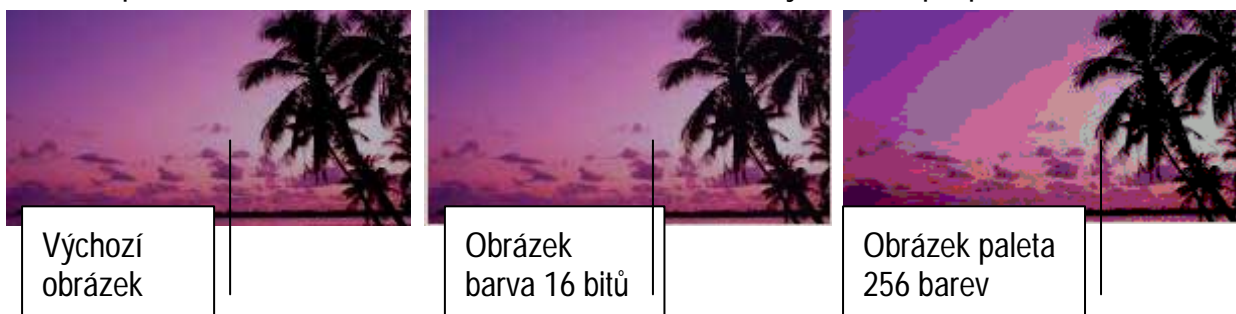 Výchozí
obrázek
Obrázek
barva 16 bitů
Obrázek paleta
256 barev